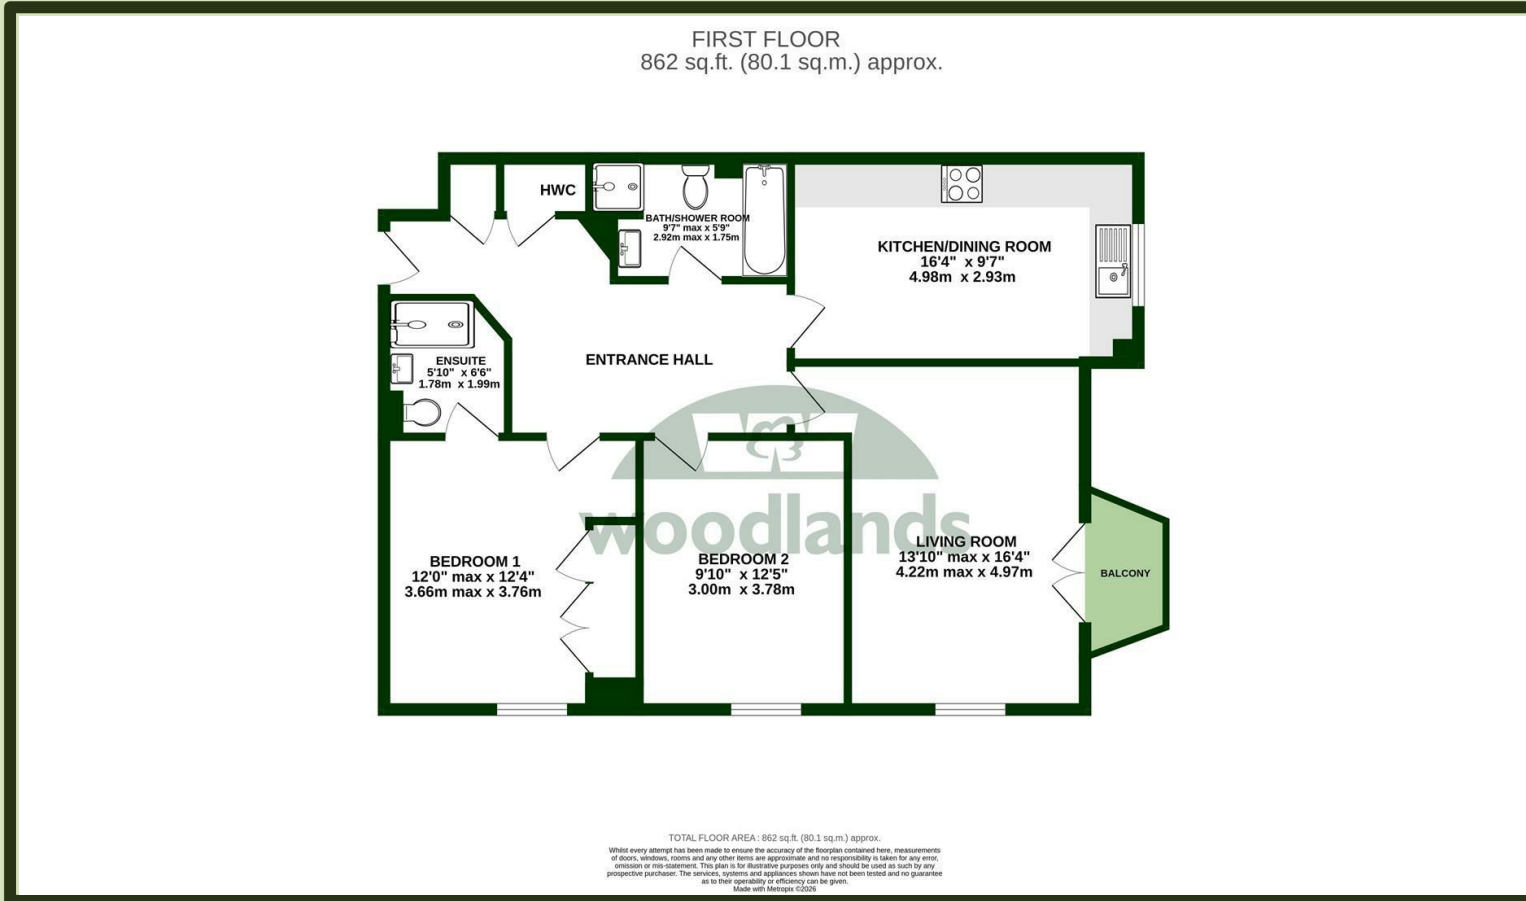 FIRST FLOOR
862 sq.ft. (80.1 sq.m.) approx.
HWC
BATH/SHOWER ROOM
9'7" max x 5'9"
2.92m max x 1.75m
KITCHEN/DINING ROOM
16'4" x 9'7"
4.98m x 2.93m
ENSUITE
5'10" x 6'6"
1.78m x 1.99m
ENTRANCE HALL
woodlands
BEDROOM 1
12'0" max x 12'4"
3.66m max x 3.76m
BEDROOM 2
9'10" x 12'5"
3.00m x 3.78m
LIVING ROOM
13'10" max x 16'4"
4.22m max x 4.97m
BALCONY
TOTAL FLOOR AREA : 862 sq.ft. (80.1 sq.m.) approx.
Whilst every attempt has been made to ensure the accuracy of the floorplan contained here, measurements
of doors, windows, rooms and any other items are approximate and no responsibility is taken for any error,
omission or mis-statement. This plan is for illustrative purposes only and should be used as such by any
prospective purchaser. The services, systems and appliances shown have not been tested and no guarantee
as to their operability or efficiency can be given.
Made with Metropix ©2026